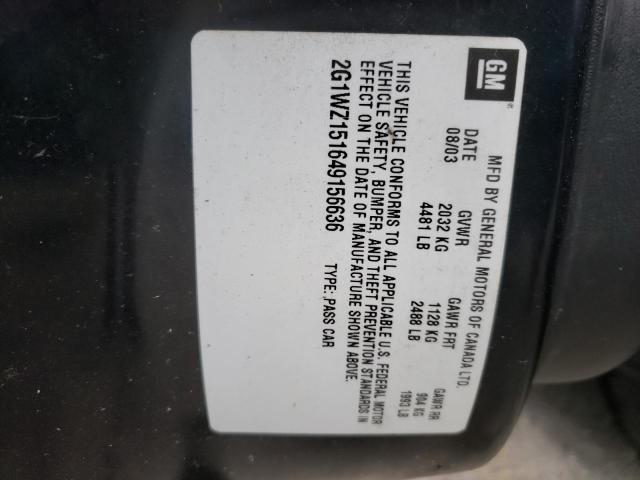 GM
MFD BY GENERAL MOTORS OF CANADA LTD.
DATE GVWR GAWR FRT GAWR RR
08/03 2032 KG 1128 KG 904 KG
4481 LB 2488 LB 1993 LB
THIS VEHICLE CONFORMS TO ALL APPLICABLE U.S. FEDERAL MOTOR
VEHICLE SAFETY, BUMPER, AND THEFT PREVENTION STANDARDS IN
EFFECT ON THE DATE OF MANUFACTURE SHOWN ABOVE.
2G1WZ151649156636 TYPE: PASS CAR